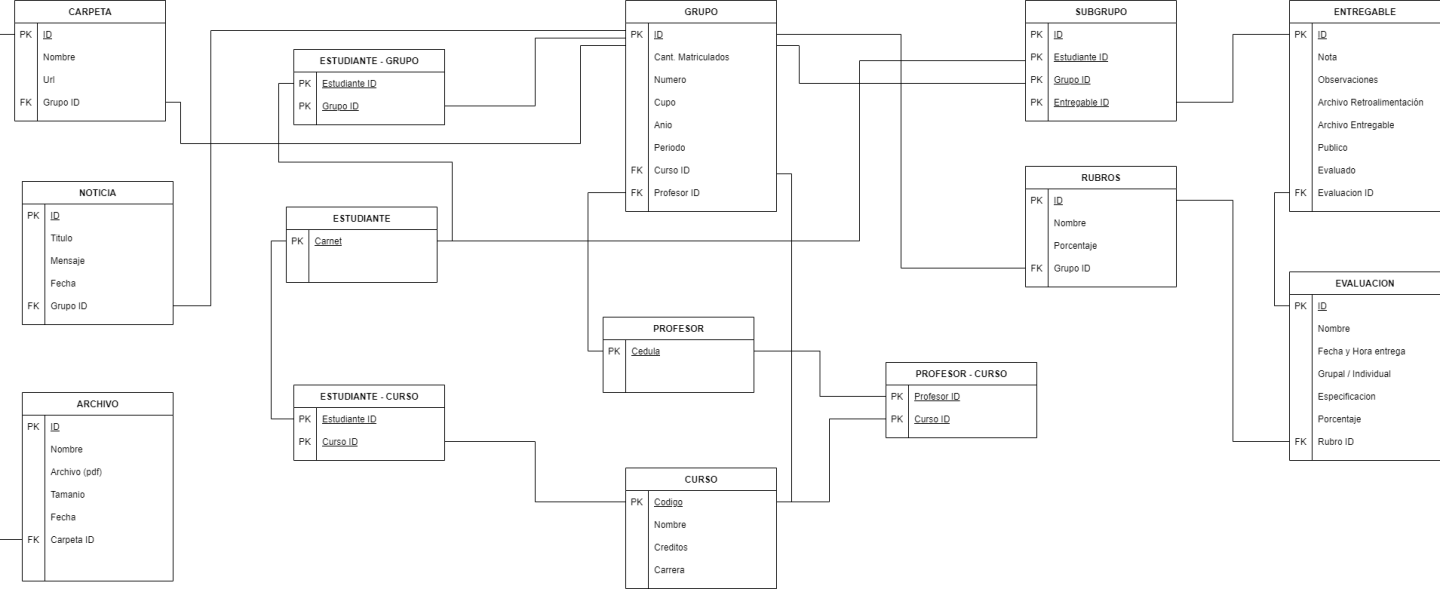 CARPETA
PK ID
Nombre
Url
FK Grupo ID
NOTICIA
PK ID
Titulo
Mensaje
Fecha
FK Grupo ID
ARCHIVO
PK ID
Nombre
Archivo (pdf)
Tamanio
Fecha
FK Carpeta ID
ESTUDIANTE - GRUPO
PK Estudiante ID
PK Grupo ID
ESTUDIANTE
PK Carnet
ESTUDIANTE - CURSO
PK Estudiante ID
PK Curso ID
GRUPO
PK ID
Cant. Matriculados
Numero
Cupo
Anio
Periodo
FK Curso ID
FK Profesor ID
PROFESOR
PK Cedula
CURSO
PK Codigo
Nombre
Creditos
Carrera
PROFESOR - CURSO
PK Profesor ID
PK Curso ID
SUBGRUPO
PK ID
PK Estudiante ID
PK Grupo ID
PK Entregable ID
RUBROS
PK ID
Nombre
Porcentaje
FK Grupo ID
ENTREGABLE
PK ID
Nota
Observaciones
Archivo Retroalimentación
Archivo Entregable
Publico
Evaluado
FK Evaluacion ID
EVALUACION
PK ID
Nombre
Fecha y Hora entrega
Grupal / Individual
Especificacion
Porcentaje
FK Rubro ID